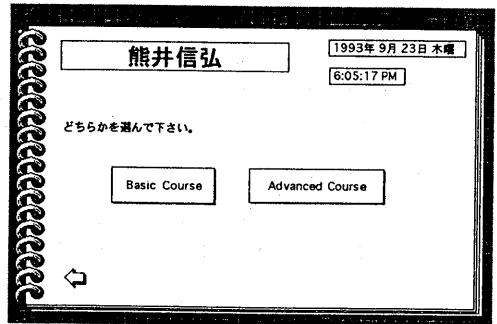 熊井信弘
1993年 9月 23日 木曜
6:05:17 PM
どちらかを選んで下さい。
Basic Course
Advanced Course